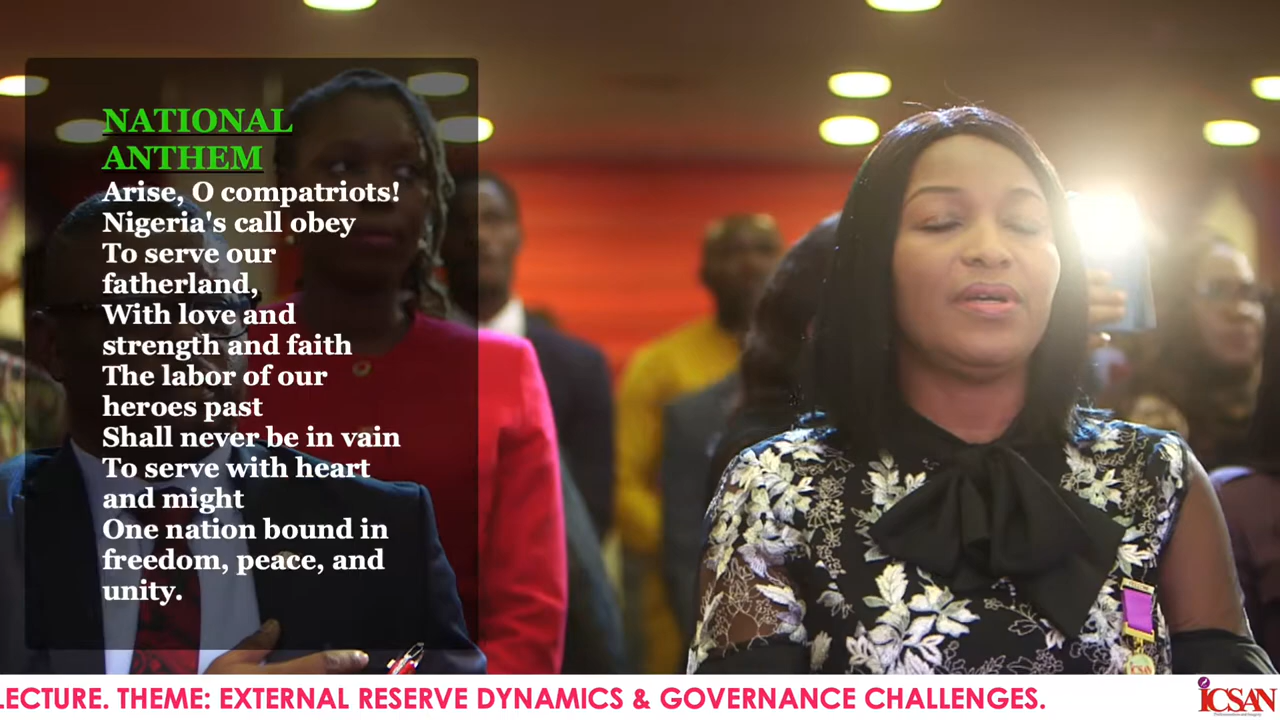 NATIONAL
ANTHEM
Arise, O compatriots!
Nigeria's call obey
To serve our
fatherland,
With love and
strength and faith
The labor of our
heroes past
Shall never be in vain
To serve with heart
and might
One nation bound in
freedom, peace, and
unity.
LECTURE. THEME: EXTERNAL RESERVE DYNAMICS & GOVERNANCE CHALLENGES.
ICSAN